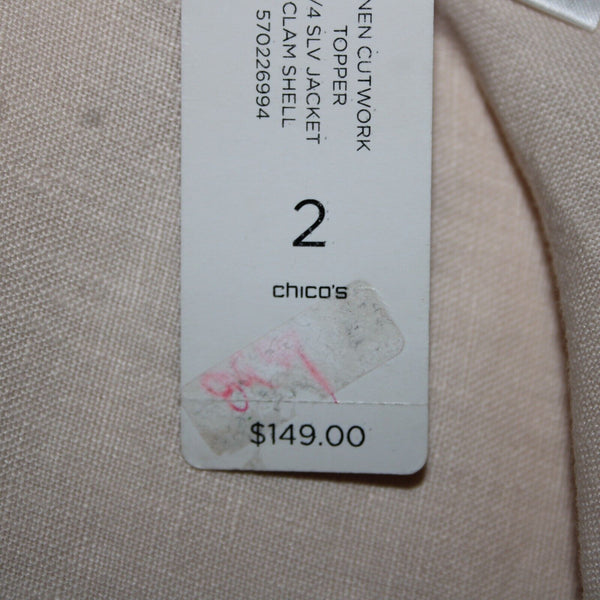 NEN CUTWORK
TOPPER
/4 SLV JACKET
CLAM SHELL
570226994
2
chico's
$149.00